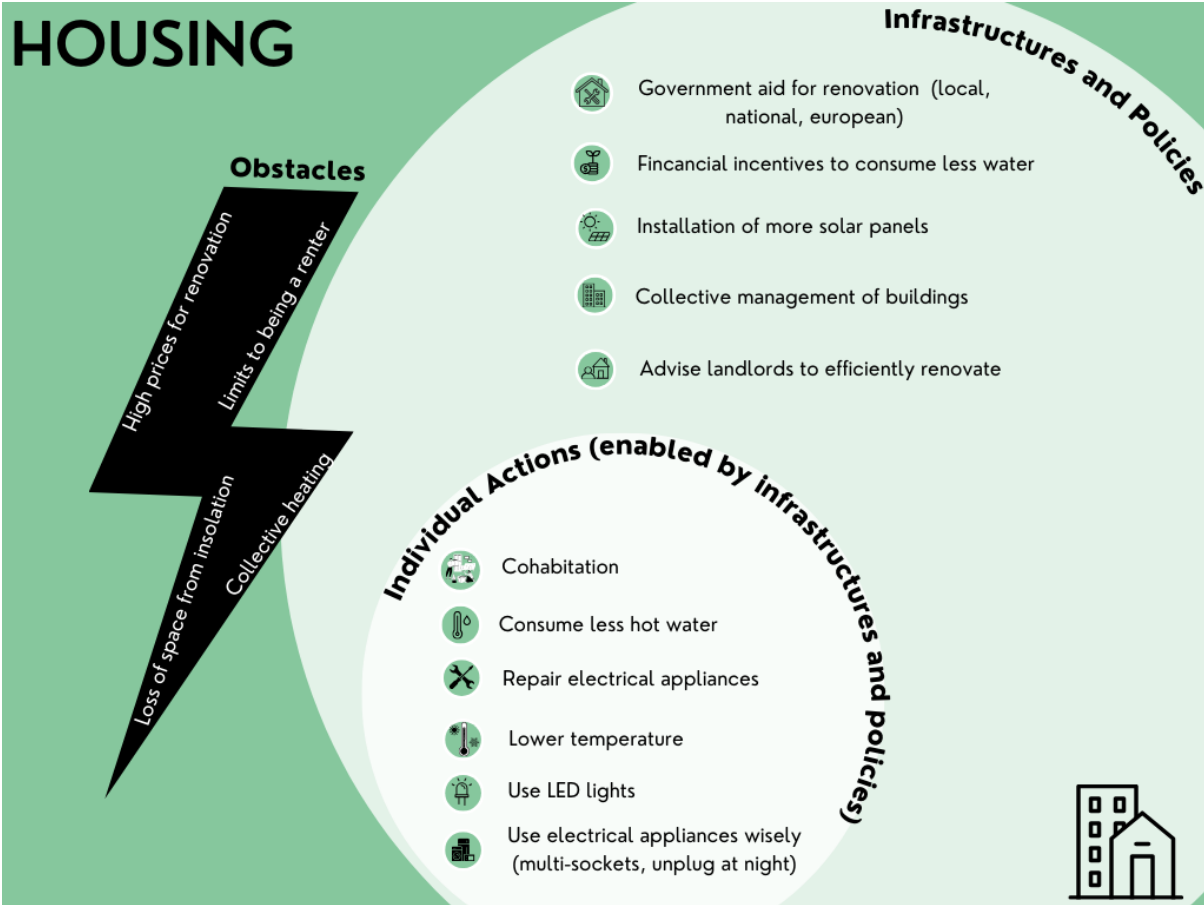 HOUSING
Obstacles
High prices for renovation
Limits to being a renter
Loss of space from insolation
Collective heating
Infrastructures and Policies
Government aid for renovation (local,
national, european)
Fincancial incentives to consume less water
Installation of more solar panels
Collective management of buildings
Advise landlords to efficiently renovate
Individual Actions (enabled by infrastructures and policies)
Cohabitation
Consume less hot water
Repair electrical appliances
Lower temperature
Use LED lights
Use electrical appliances wisely
(multi-sockets, unplug at night)